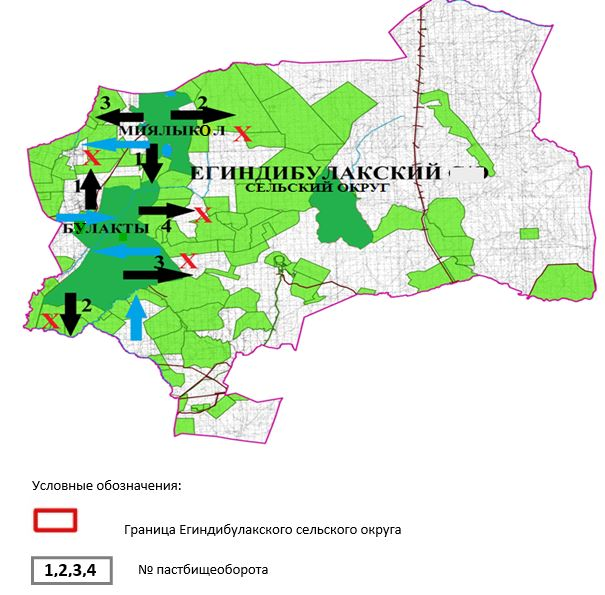 3
2
X
МИЯЛЫКОЛ
X
1
ЕГИНДИБУЛАКСКИЙ
СЕЛЬСКИЙ ОКРУГ
1
X
4
БУЛАКТЫ
X
3
X
2
Условные обозначения:
Граница Егиндибулакского сельского округа
1,2,3,4
№ пастбищеоборота